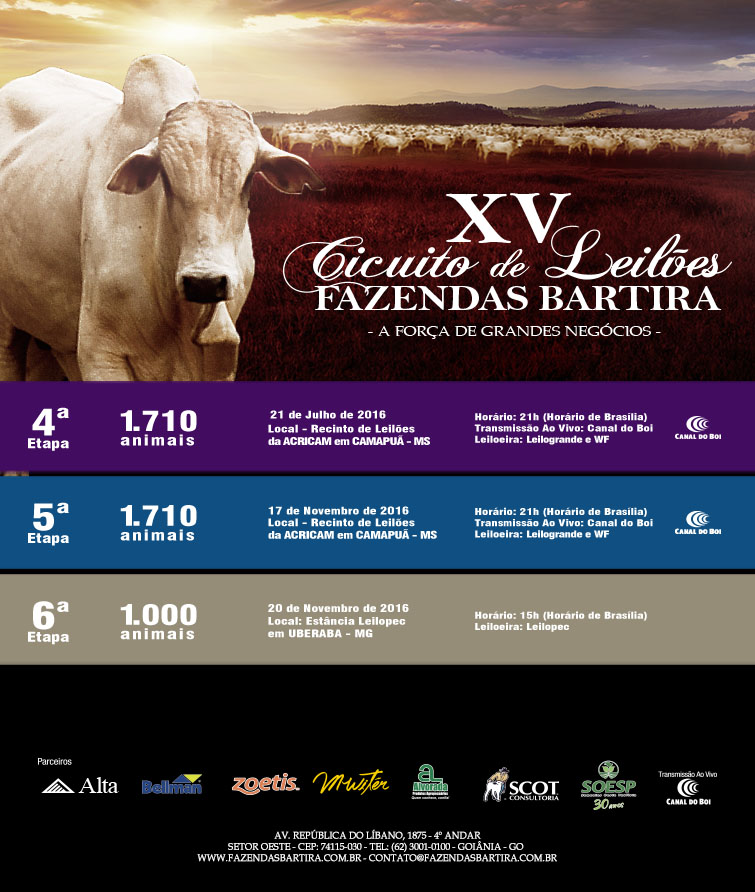 XV
Cicuito de Leilões
FAZENDAS BARTIRA
- A FORÇA DE GRANDES NEGÓCIOS -
4ª
Etapa
1.710
animais
21 de Julho de 2016
Local - Recinto de Leilões
da ACRICAM em CAMAPUÃ - MS
Horário: 21h (Horário de Brasília)
Transmissão Ao Vivo: Canal do Boi
Leiloeira: Leilogrande e WF
CANAL DO BOI
5ª
Etapa
1.710
animais
17 de Novembro de 2016
Local - Recinto de Leilões
da ACRICAM em CAMAPUÃ - MS
Horário: 21h (Horário de Brasília)
Transmissão Ao Vivo: Canal do Boi
Leiloeira: Leilogrande e WF
CANAL DO BOI
6ª
Etapa
1.000
animais
20 de Novembro de 2016
Local: Estância Leilopec
em UBERABA - MG
Horário: 15h (Horário de Brasília)
Leiloeira: Leilopec
Parceiros
Alta
Bellman
zoetis
Alvorada
Produtos Agropecuários
Quem conhece, confia!
SCOT
CONSULTORIA
SOESP
30 anos
Transmissão Ao Vivo
CANAL DO BOI
AV. REPÚBLICA DO LÍBANO, 1875 - 4º ANDAR
SETOR OESTE - CEP: 74115-030 - TEL: (62) 3001-0100 - GOIÂNIA - GO
WWW.FAZENDASBARTIRA.COM.BR - CONTATO@FAZENDASBARTIRA.COM.BR